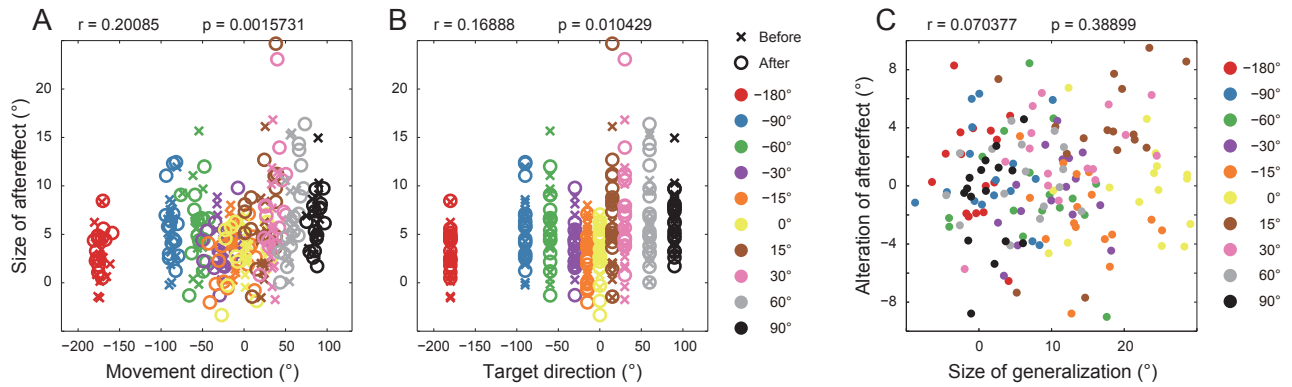 A
r = 0.20085 p = 0.0015731
Size of aftereffect (°)
20
15
10
5
0
−200 −150 −100 −50 0 50 100
Movement direction (°)
B
r = 0.16888 p = 0.010429
20
15
10
5
0
−200 −150 −100 −50 0 50 100
Target direction (°)
Before
After
−180°
−90°
−60°
−30°
−15°
0°
15°
30°
60°
90°
C
r = 0.070377 p = 0.38899
Alteration of aftereffect (°)
8
4
0
−4
−8
0 10 20
Size of generalization (°)
−180°
−90°
−60°
−30°
−15°
0°
15°
30°
60°
90°